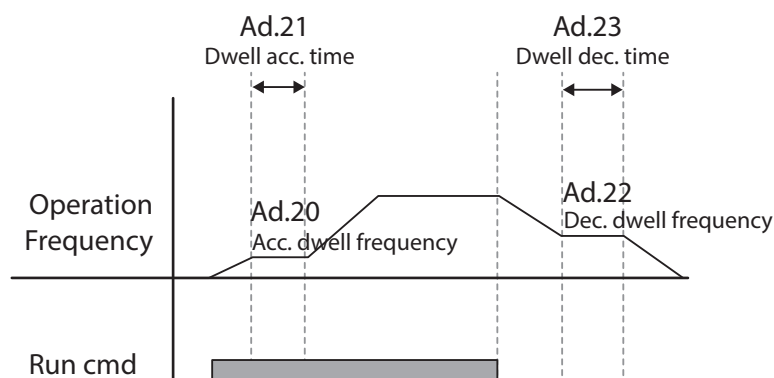 Ad.21
Dwell acc. time
Ad.23
Dwell dec. time
Operation
Frequency
Ad.20
Acc. dwell frequency
Ad.22
Dec. dwell frequency
Run cmd